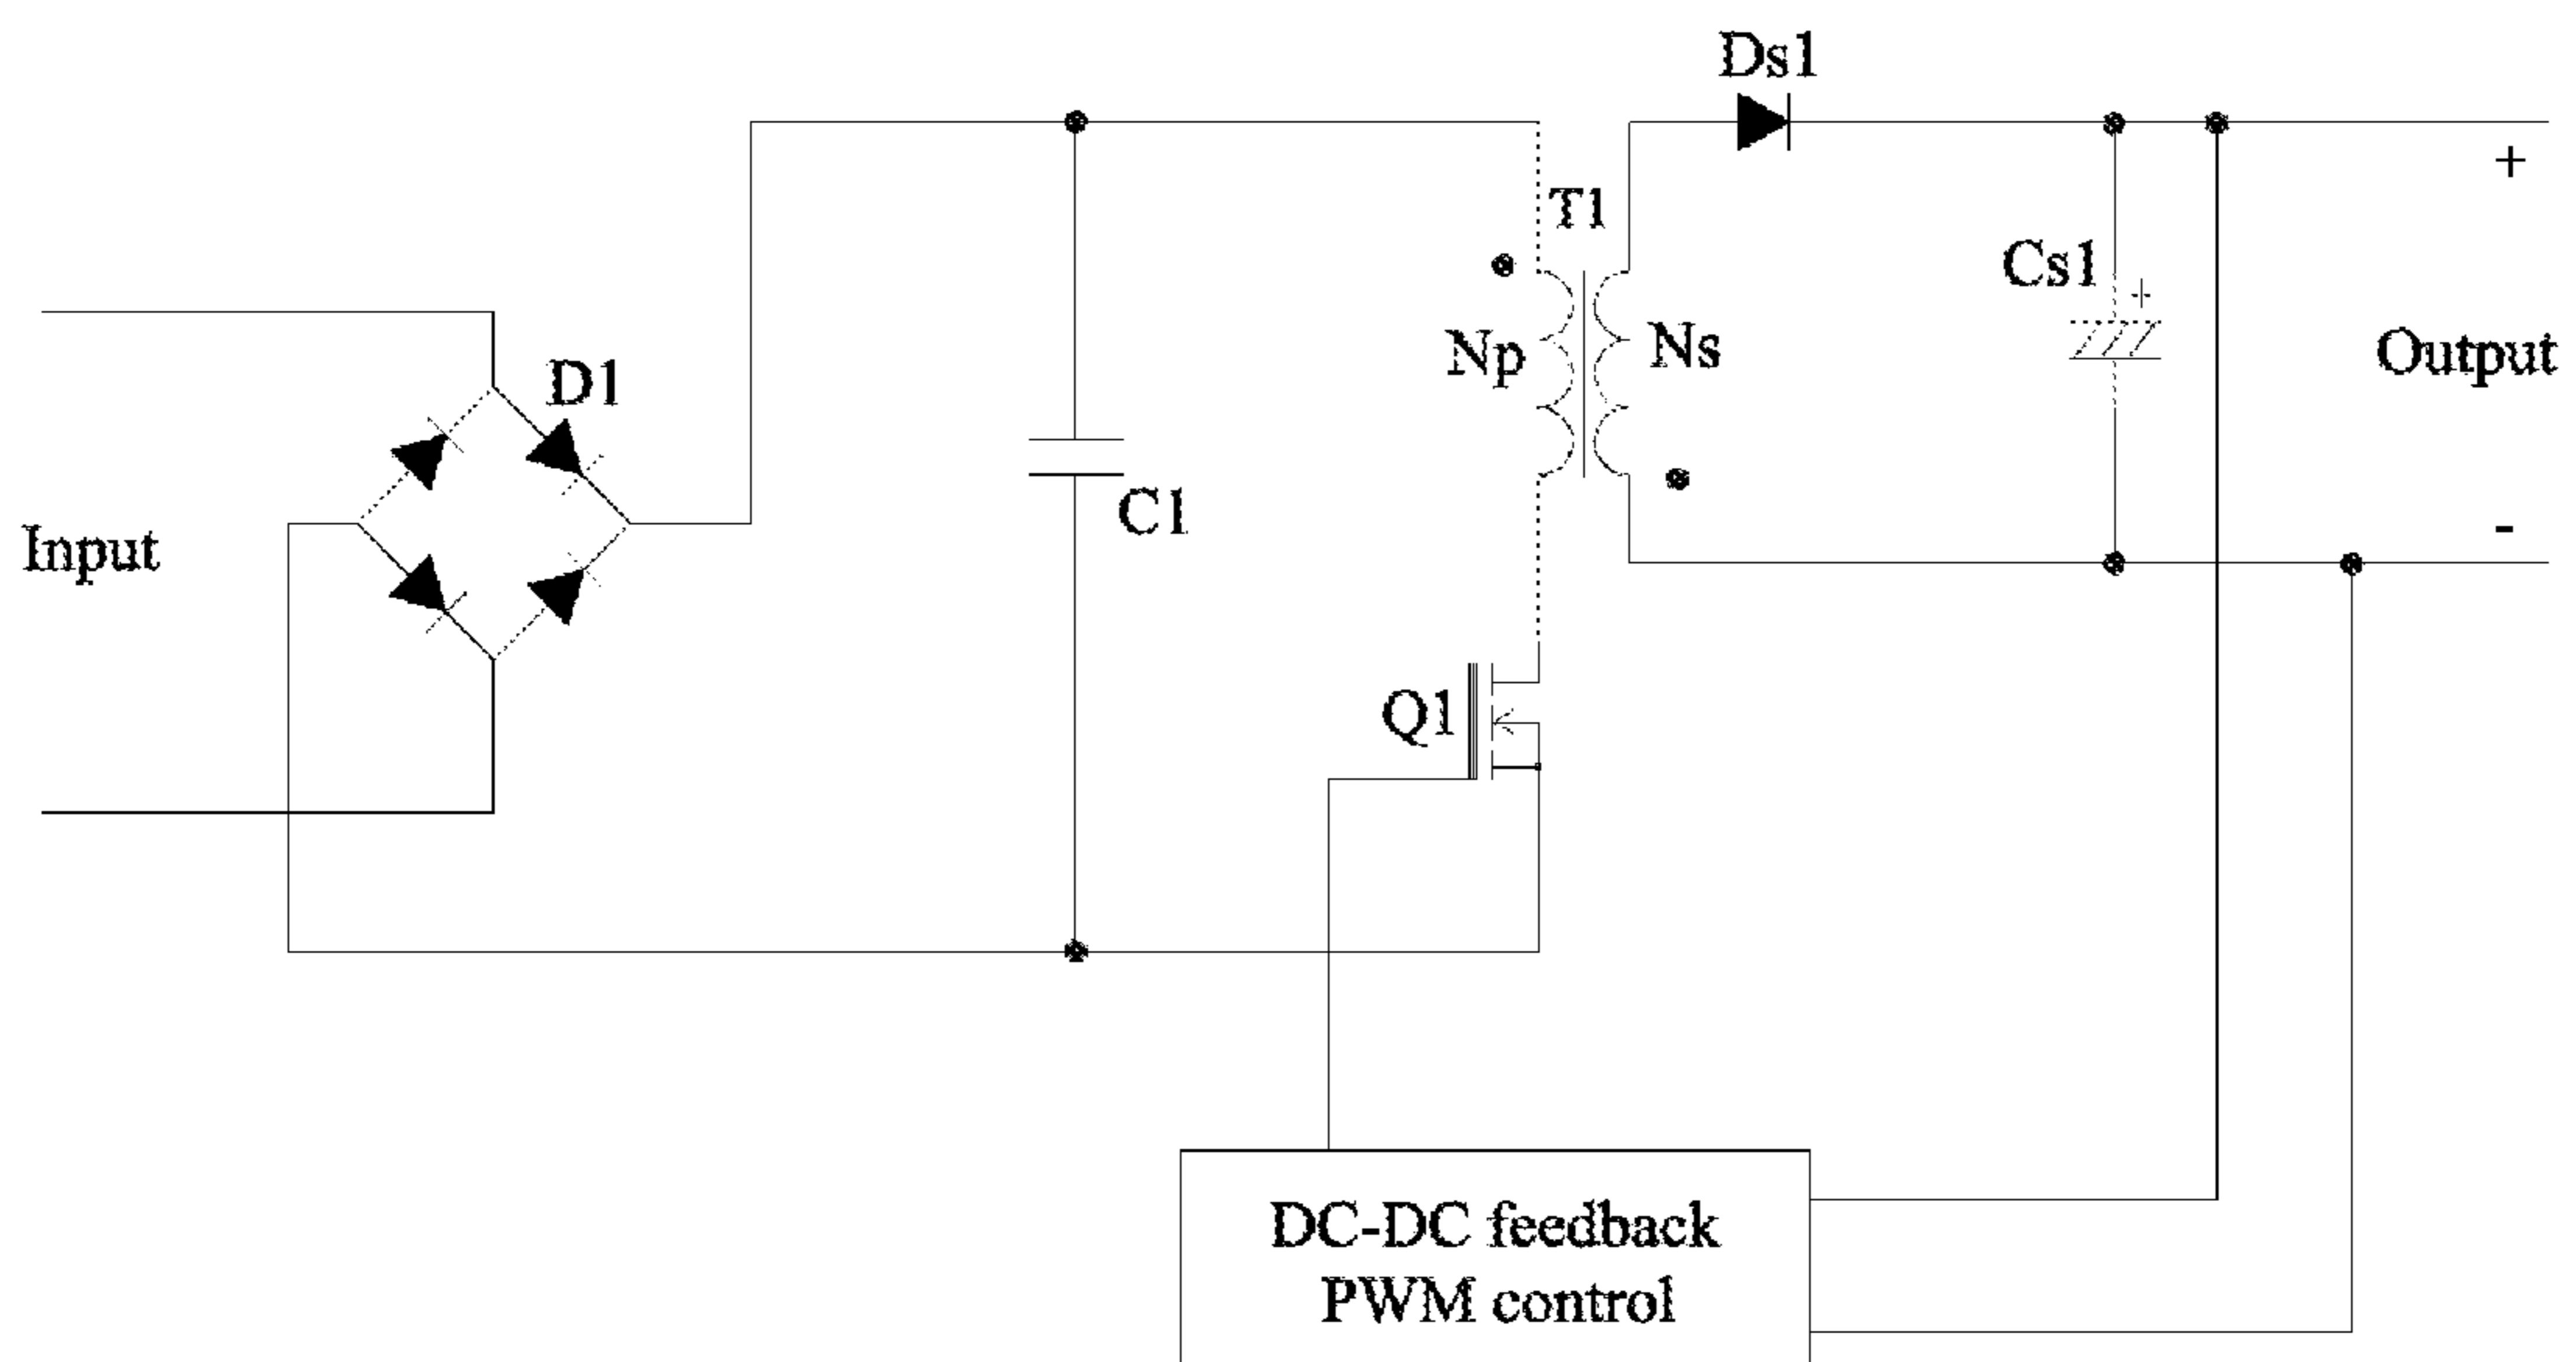 Ds1
+
T1
Cs1
+
Np
Ns
Output
D1
C1
Input
-
Q1
DC-DC feedback
PWM control